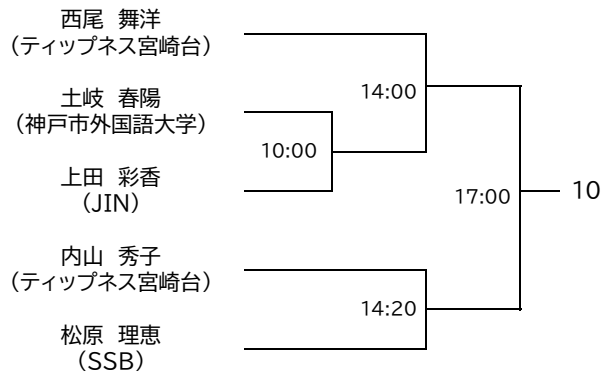 西尾　舞洋
（ティップネス宮崎台）
14:00
土岐　春陽
（神戸市外国語大学）
10:00
上田　彩香
（JIN）
17:00
10
内山　秀子
（ティップネス宮崎台）
14:20
松原　理恵
（SSB）